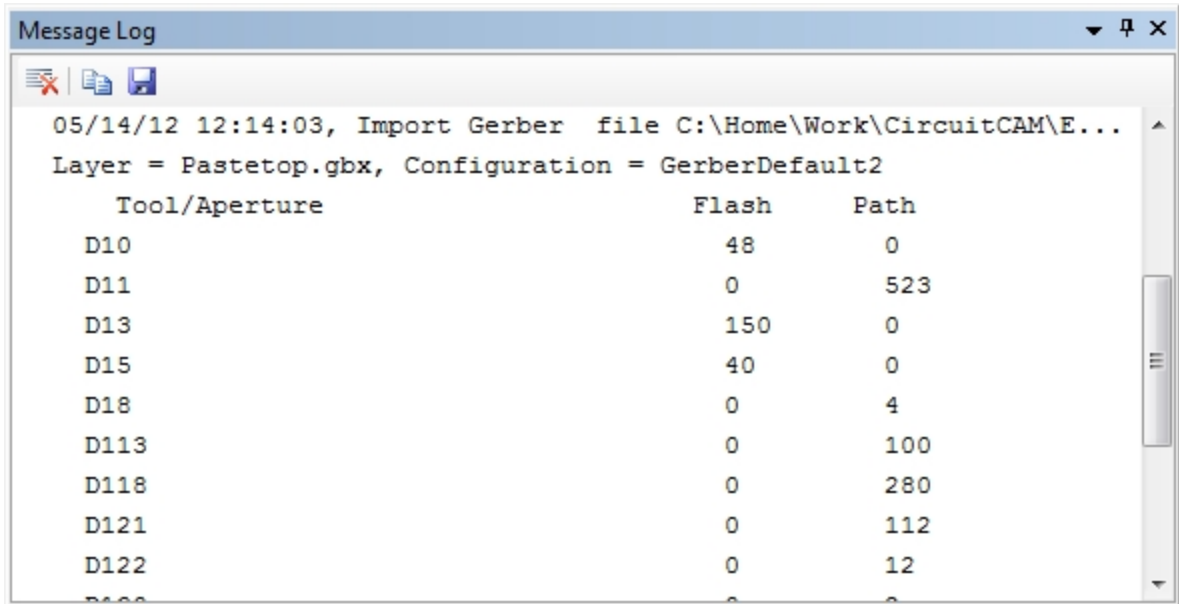 Message Log
05/14/12 12:14:03, Import Gerber file C:\Home\Work\CircuitCAM\E...
Layer = Pastetop.gbx, Configuration = GerberDefault2
Tool/Aperture Flash Path
D10 48 0
D11 0 523
D13 150 0
D15 40 0
D18 0 4
D113 0 100
D118 0 280
D121 0 112
D122 0 12